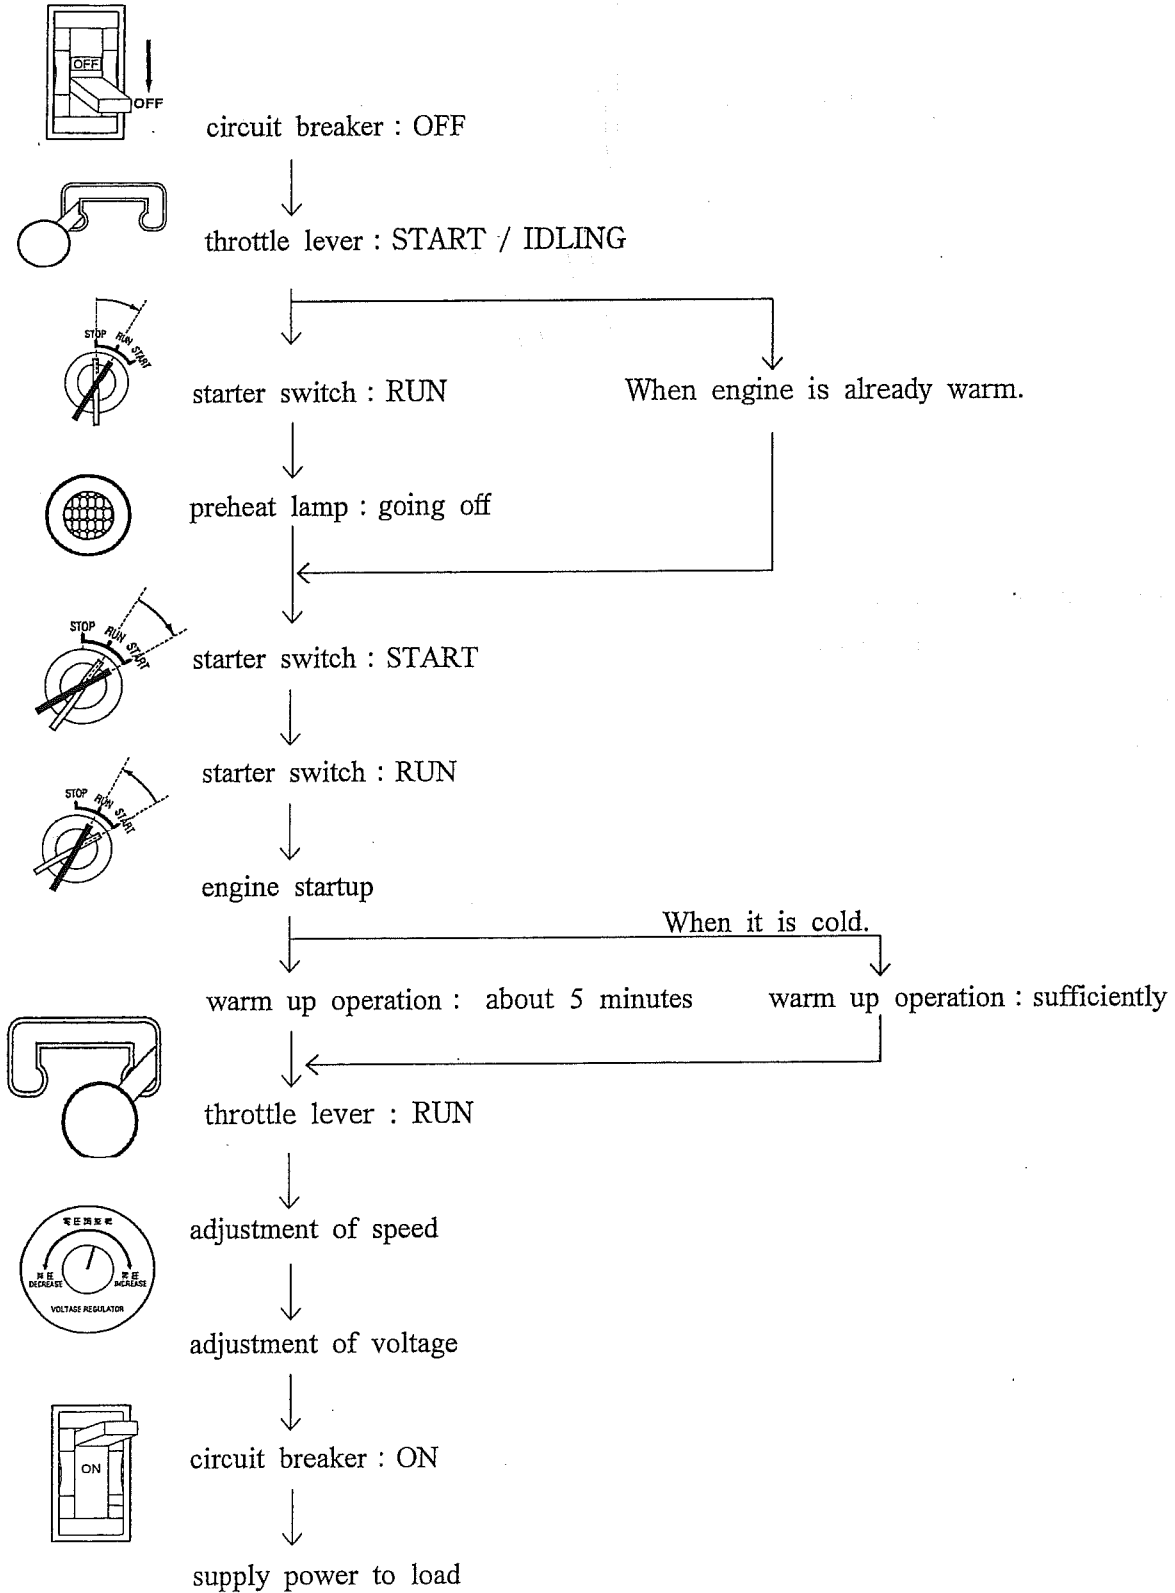 OFF
OFF
circuit breaker : OFF
throttle lever : START / IDLING
STOP RUN START
starter switch : RUN
When engine is already warm.
preheat lamp : going off
STOP RUN START
starter switch : START
starter switch : RUN
STOP RUN START
engine startup
When it is cold.
warm up operation : about 5 minutes
warm up operation : sufficiently
throttle lever : RUN
adjustment of speed
DECREASE
INCREASE
VOLTAGE REGULATOR
adjustment of voltage
circuit breaker : ON
ON
supply power to load